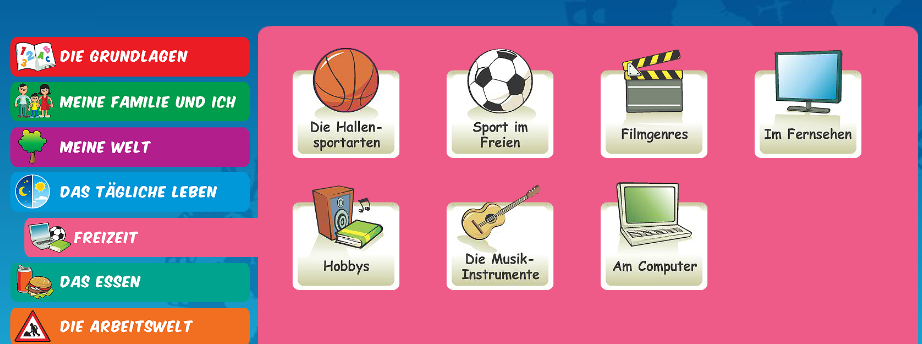 DIE GRUNDLAGEN
MEINE FAMILIE UND ICH
MEINE WELT
DAS TÄGLICHE LEBEN
FREIZEIT
DAS ESSEN
DIE ARBEITSWELT
Die Hallen-
sportarten
Sport im
Freien
Filmgenres
Im Fernsehen
Hobbys
Die Musik-
Instrumente
Am Computer